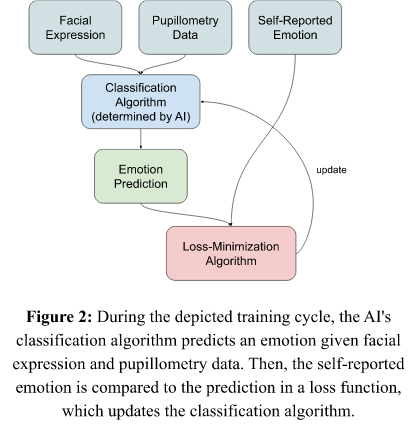 Facial
Expression
Pupillometry
Data
Self-Reported
Emotion
Classification
Algorithm
(determined by AI)
Emotion
Prediction
update
Loss-Minimization
Algorithm
Figure 2: During the depicted training cycle, the AI's
classification algorithm predicts an emotion given facial
expression and pupillometry data. Then, the self-reported
emotion is compared to the prediction in a loss function,
which updates the classification algorithm.